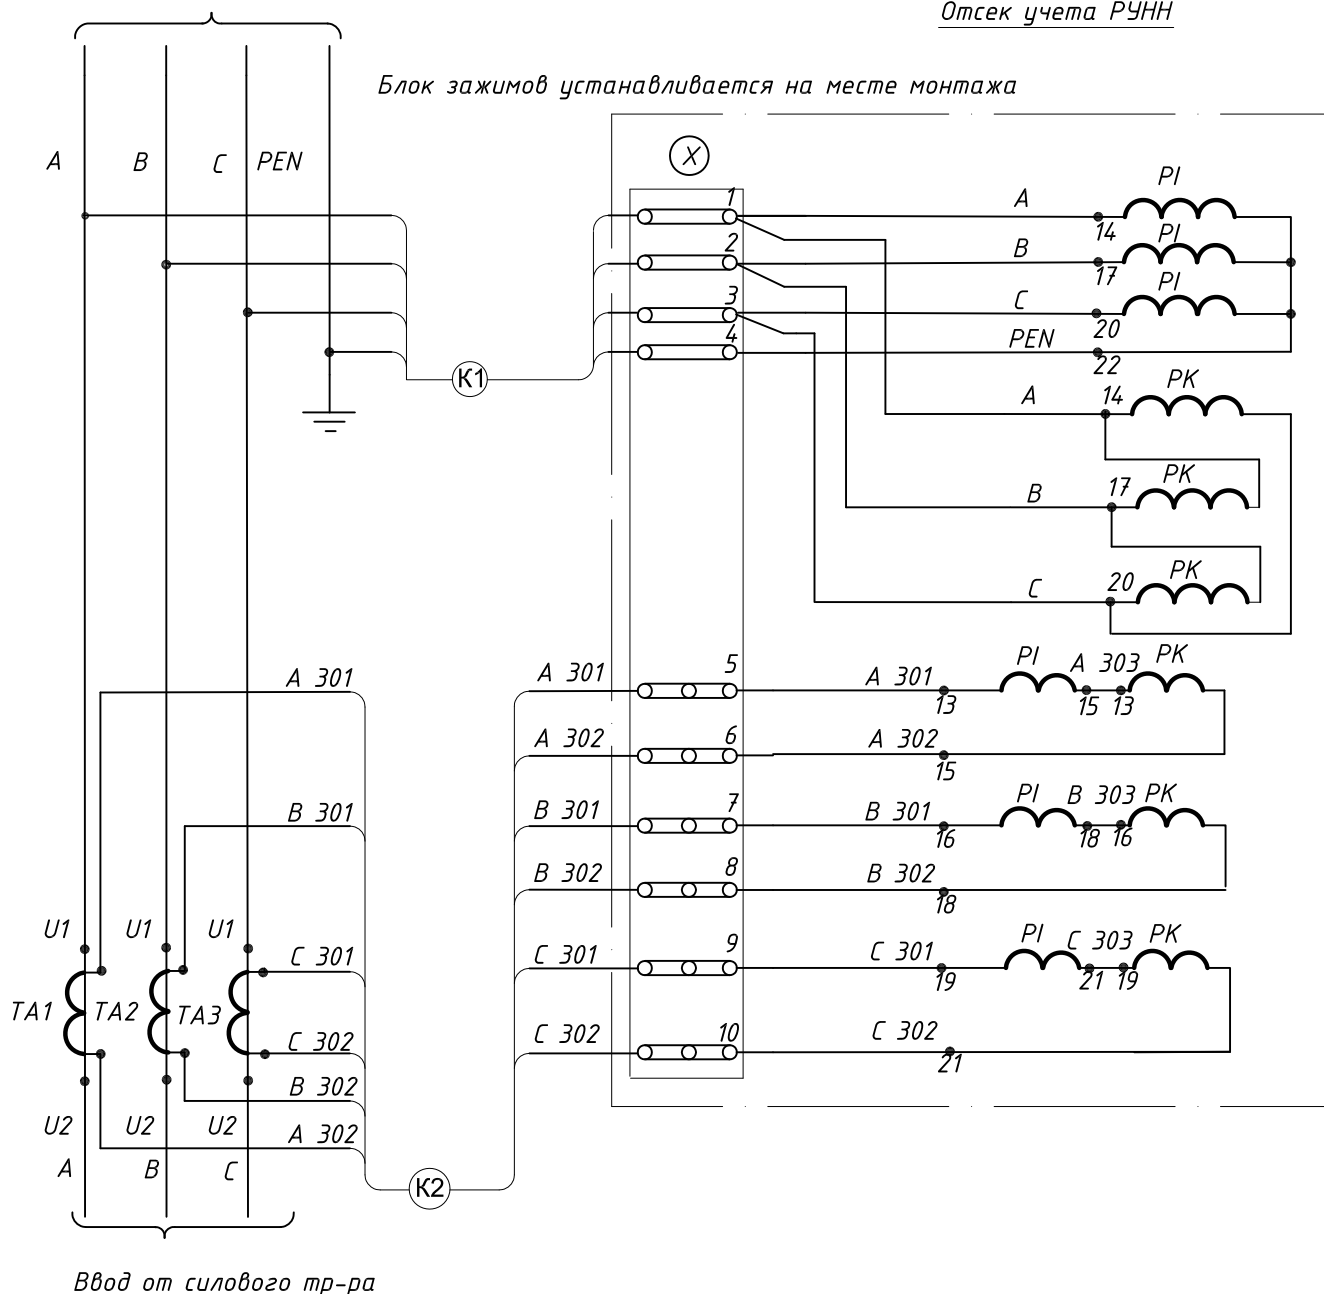 Отсек учета РУНН
Блок зажимов устанавливается на месте монтажа
A B C PEN
X
1 A 14 PI
2 B 17 PI
3 C 20 PI
4 PEN 22
K1
A 14 PK
B 17 PK
C 20 PK
A 301 A 301 5 A 301 13 PI A 303 15 13 PK
A 302 6 A 302 15
B 301 B 301 7 B 301 16 PI B 303 18 16 PK
B 302 8 B 302 18
U1 U1 U1
C 301 C 301 9 C 301 19 PI C 303 21 19 PK
TA1 TA2 TA3
C 302 C 302 10 C 302 21
B 302
U2 U2 U2 A 302
A B C
K2
Ввод от силового тр-ра